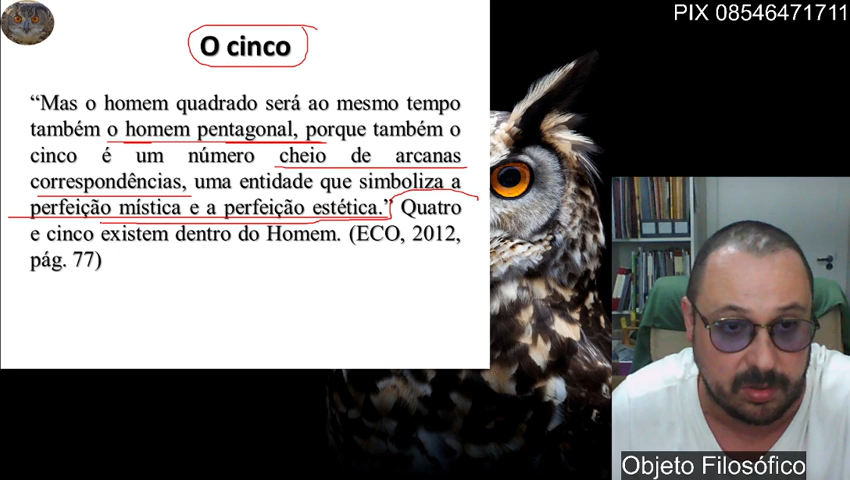 PIX 08546471711
O cinco
“Mas o homem quadrado será ao mesmo tempo
também o homem pentagonal, porque também o
cinco é um número cheio de arcanas
correspondências, uma entidade que simboliza a
perfeição mística e a perfeição estética.” Quatro
e cinco existem dentro do Homem. (ECO, 2012,
pág. 77)
Objeto Filosófico